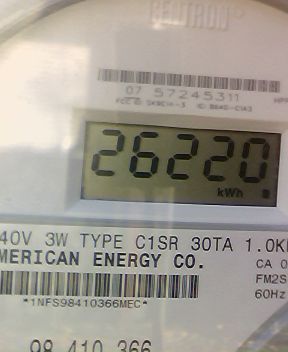 CENTRON
07 57245311
26220
kWh
40V 3W TYPE C1SR 30TA 1.0K
MERICAN ENERGY CO.
CA 0
FM2S
*1NFS98410366MEC*
60Hz
98 410 366